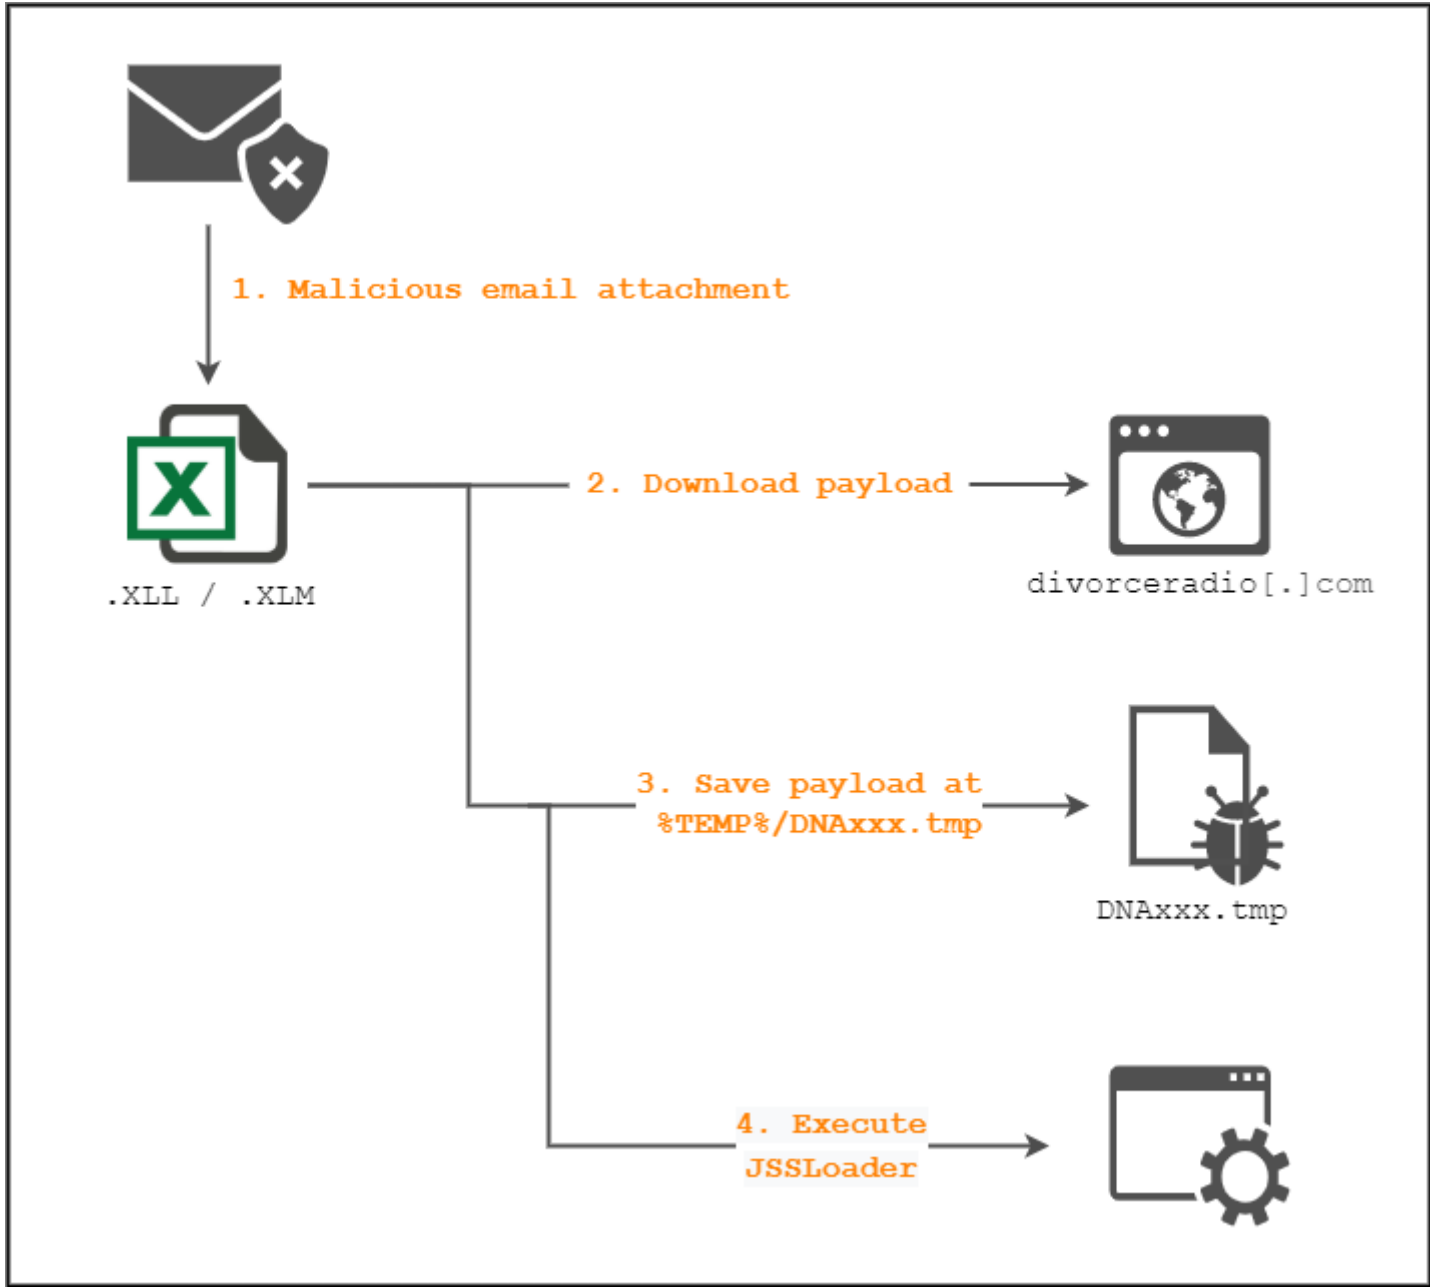 1. Malicious email attachment
X
2. Download payload
.XLL / .XLM
divorceradio[.]com
3. Save payload at
%TEMP%/DNAxxx.tmp
DNAxxx.tmp
4. Execute
JSSLoader